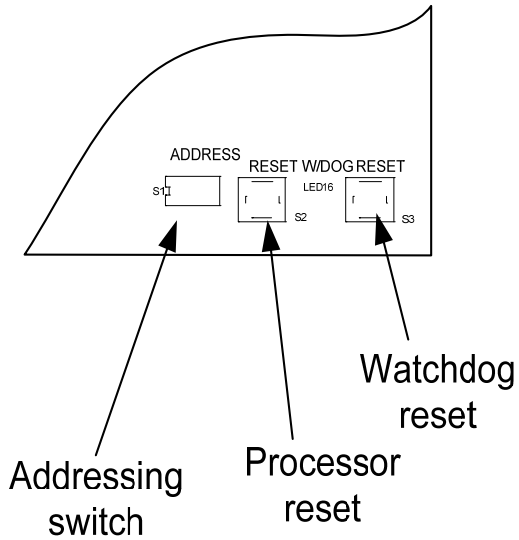 ADDRESS
RESET W/DOG RESET
LED16
S1
S2
S3
Watchdog
reset
Processor
reset
Addressing
switch